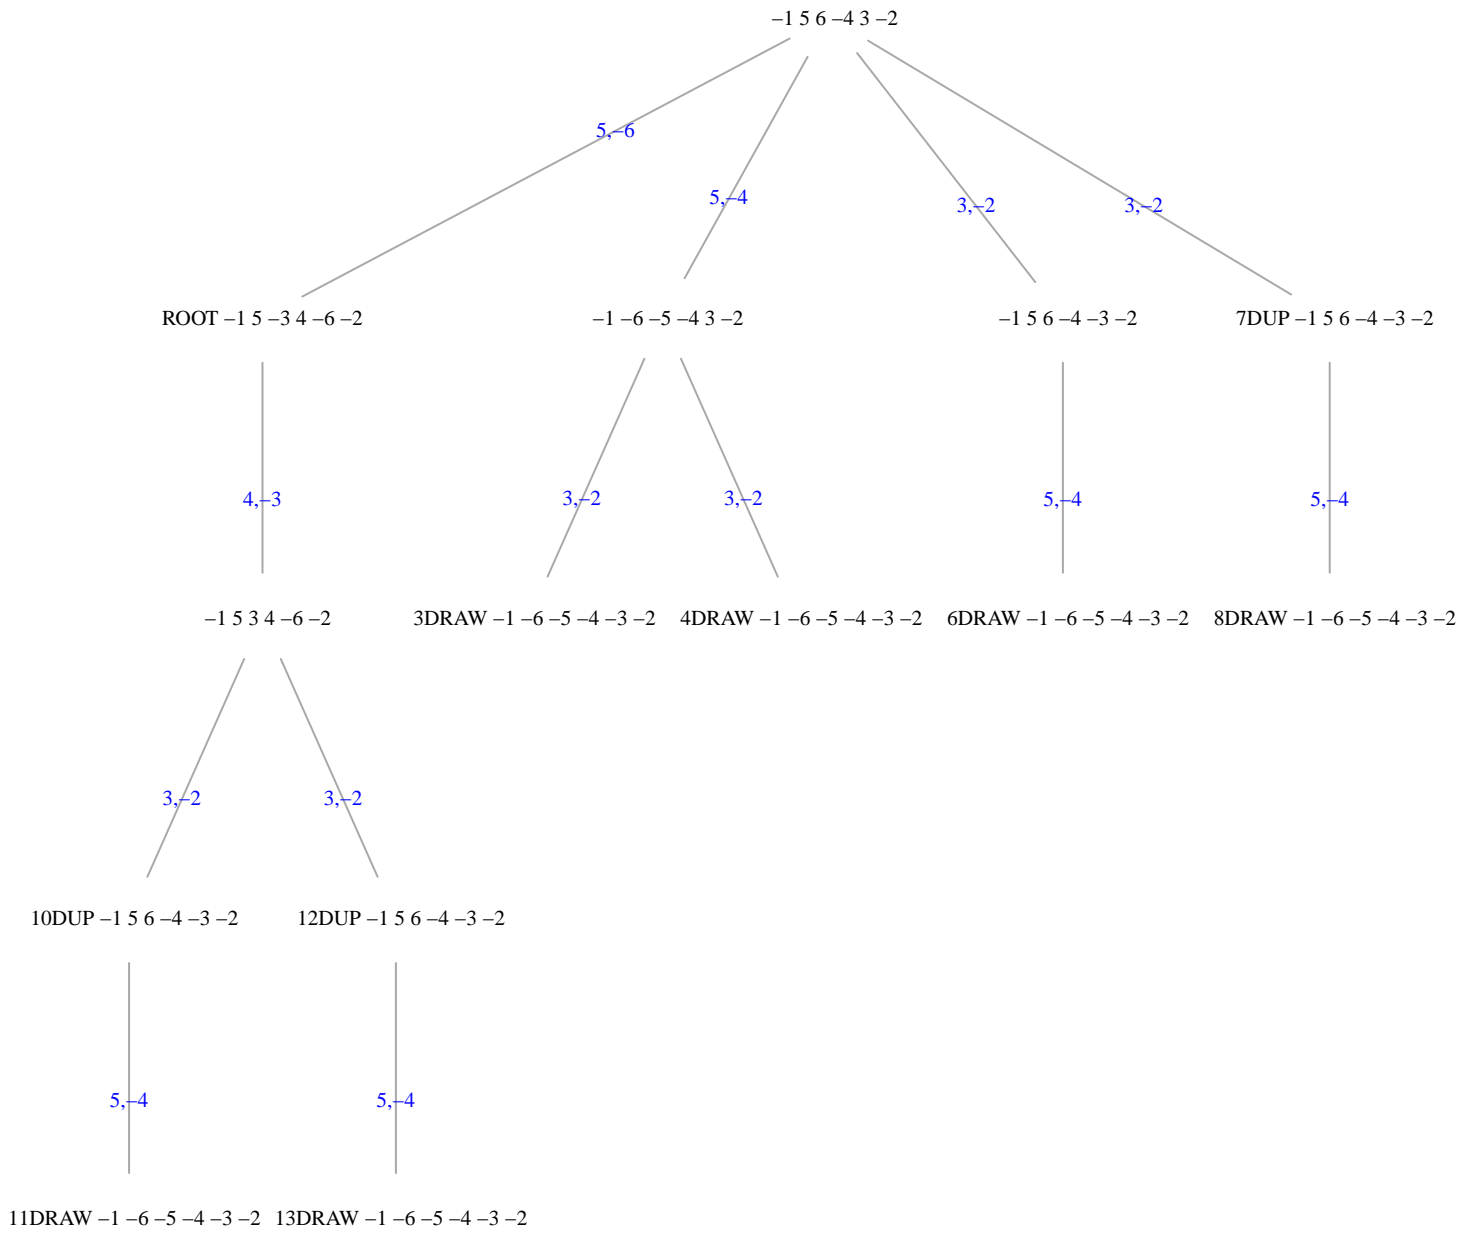 –1 5 6 –4 3 –2
5,–6
5,–4
3,–2
3,–2
ROOT –1 5 –3 4 –6 –2
–1 –6 –5 –4 3 –2
–1 5 6 –4 –3 –2
7DUP –1 5 6 –4 –3 –2
4,–3
3,–2
3,–2
5,–4
5,–4
–1 5 3 4 –6 –2
3DRAW –1 –6 –5 –4 –3 –2
4DRAW –1 –6 –5 –4 –3 –2
6DRAW –1 –6 –5 –4 –3 –2
8DRAW –1 –6 –5 –4 –3 –2
3,–2
3,–2
10DUP –1 5 6 –4 –3 –2
12DUP –1 5 6 –4 –3 –2
5,–4
5,–4
11DRAW –1 –6 –5 –4 –3 –2
13DRAW –1 –6 –5 –4 –3 –2